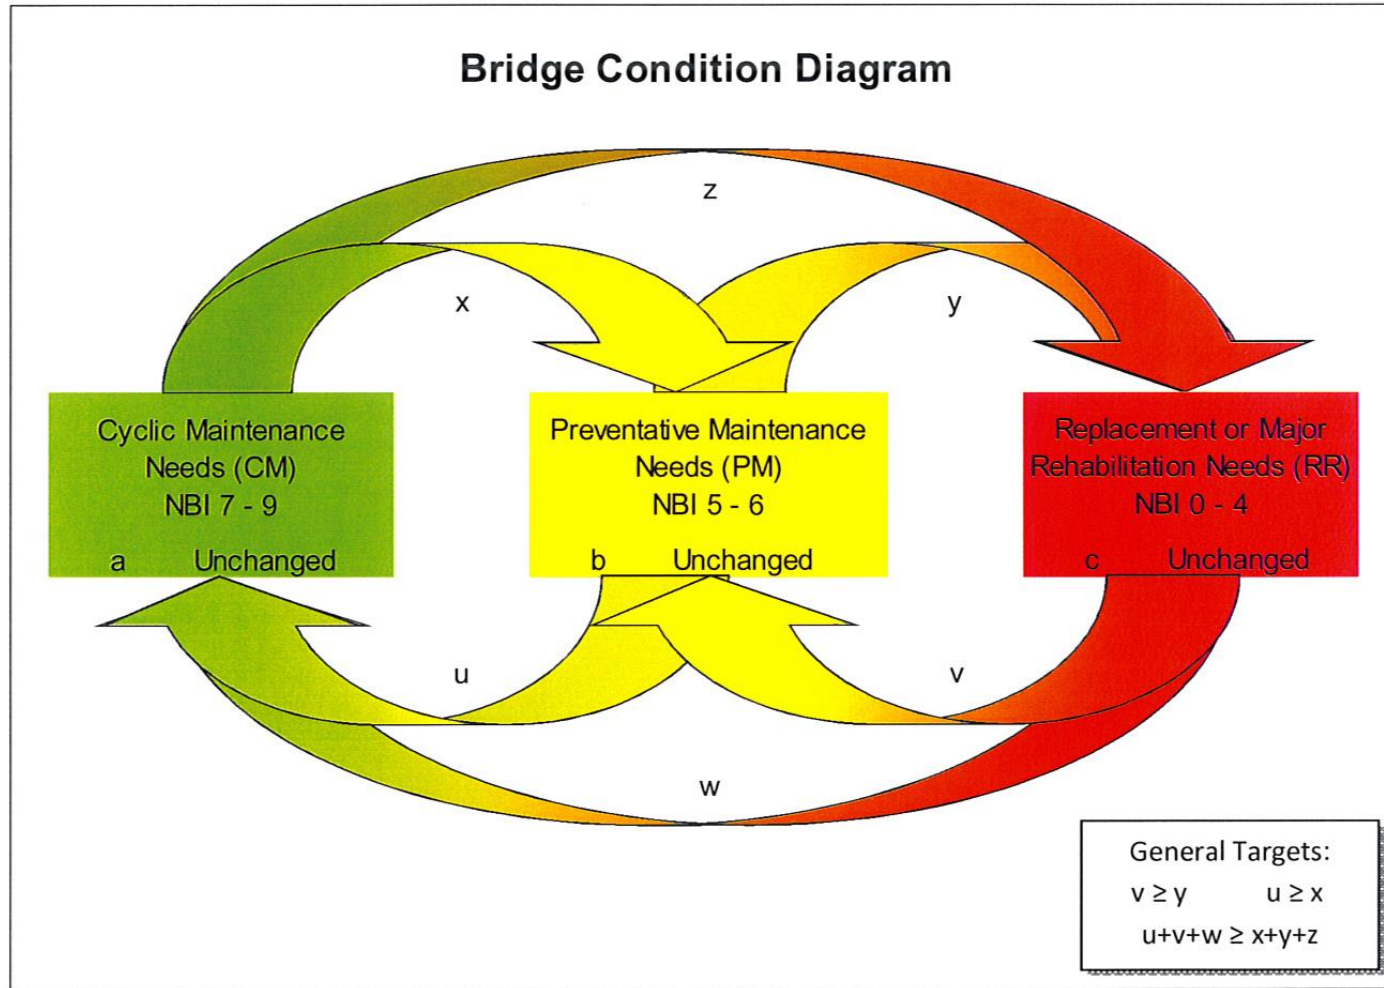 Bridge Condition Diagram
z
x
y
Cyclic Maintenance
Needs (CM)
NBI 7 - 9
a Unchanged
Preventative Maintenance
Needs (PM)
NBI 5 - 6
b Unchanged
Replacement or Major
Rehabilitation Needs (RR)
NBI 0 - 4
c Unchanged
u
v
w
General Targets:
v ≥ y u ≥ x
u+v+w ≥ x+y+z